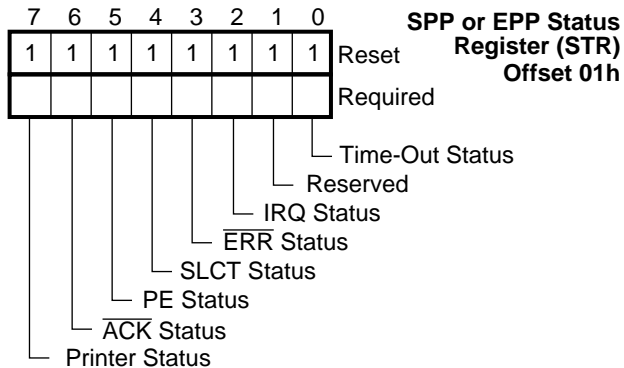 7 6 5 4 3 2 1 0
SPP or EPP Status
Register (STR)
Offset 01h
1 1 1 1 1 1 1 1 Reset
Required
Time-Out Status
Reserved
IRQ Status
E̅R̅R̅ Status
SLCT Status
PE Status
A̅C̅K̅ Status
Printer Status